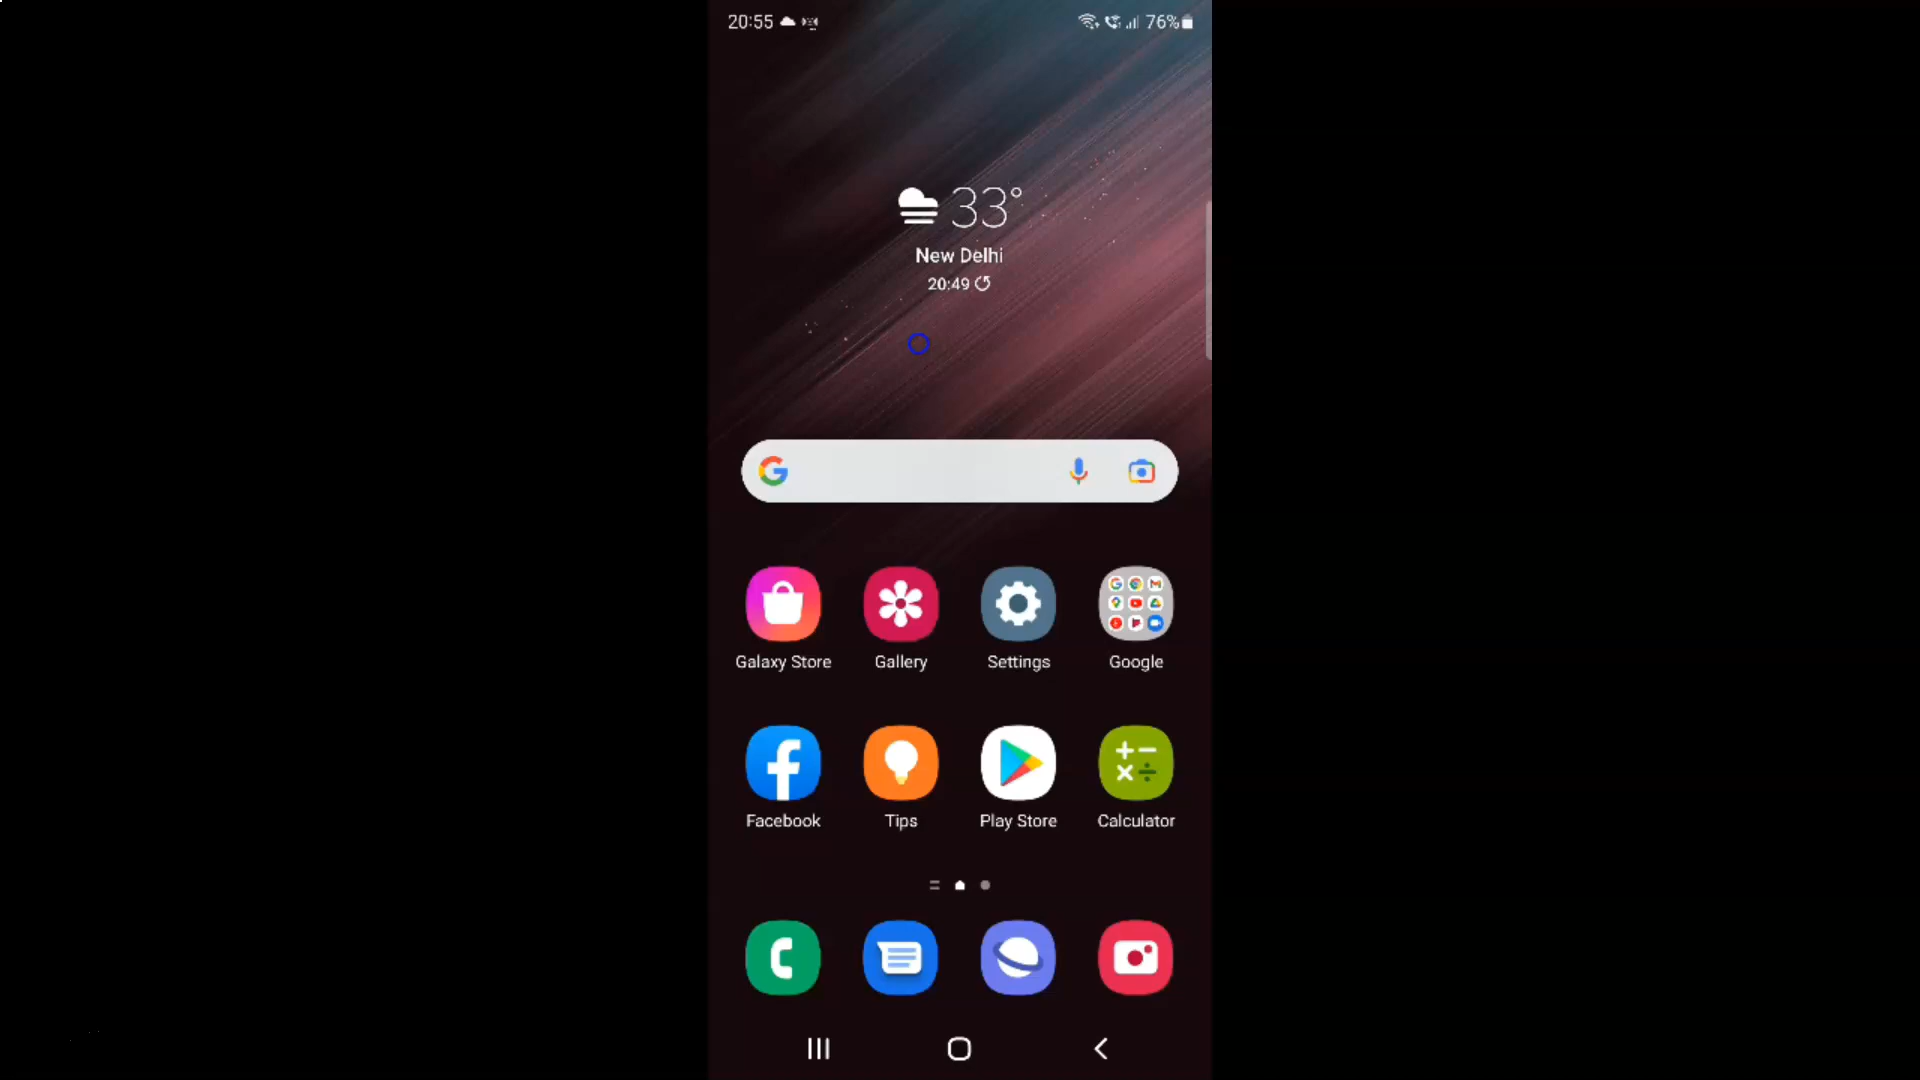 20:55
76%
33°
New Delhi
20:49
Galaxy Store
Gallery
Settings
Google
Facebook
Tips
Play Store
Calculator